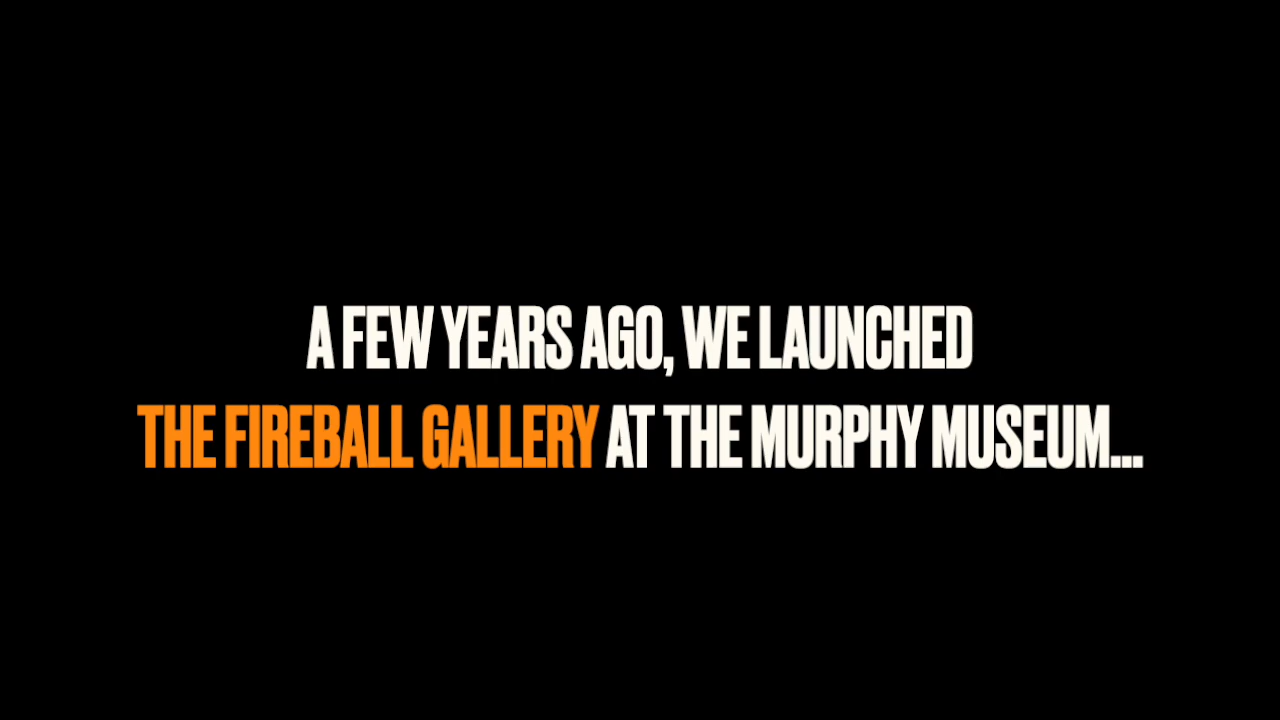 A FEW YEARS AGO, WE LAUNCHED
THE FIREBALL GALLERY AT THE MURPHY MUSEUM...